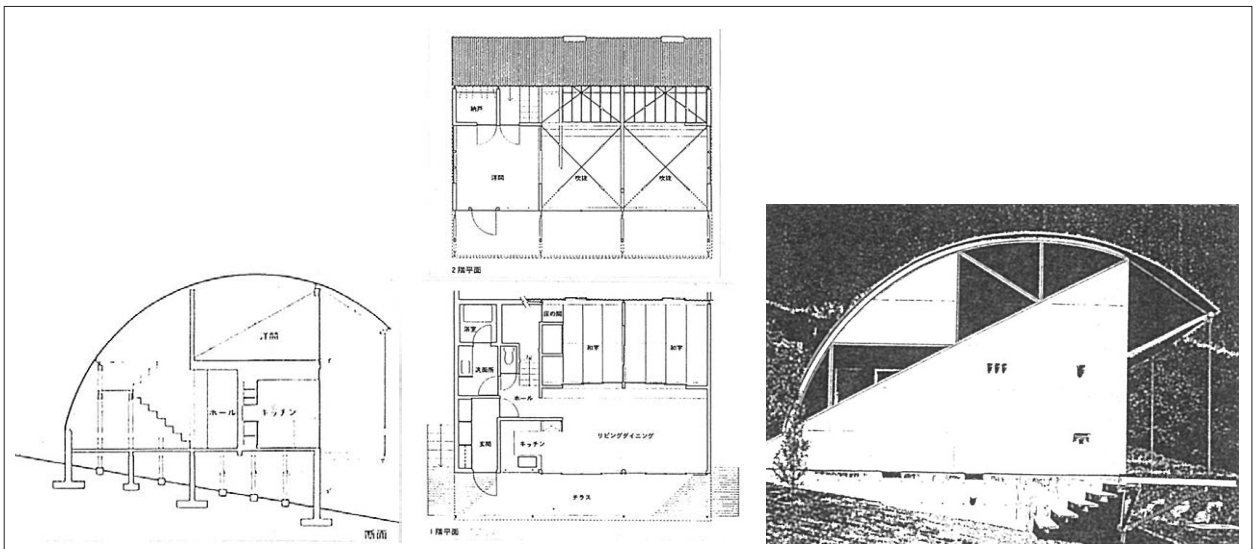 納戸
洋間
吹抜
吹抜
2階平面
洋間
ホール
キッチン
断面
浴室
床の間
洗面所
和室
和室
ホール
玄関
キッチン
リビングダイニング
テラス
1階平面